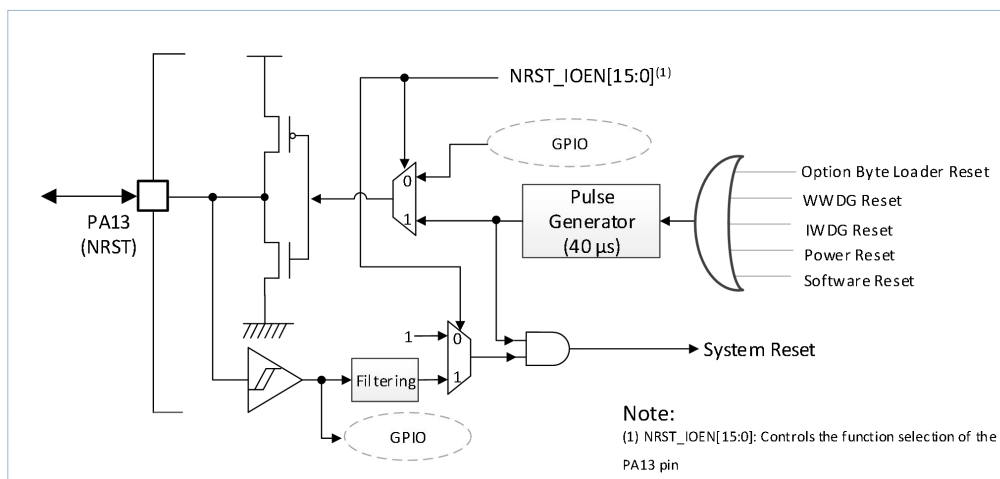 NRST_IOEN[15:0](1)
GPIO
0
1
Pulse
Generator
(40 µs)
Option Byte Loader Reset
WWDG Reset
IWDG Reset
Power Reset
Software Reset
PA13
(NRST)
1
0
1
System Reset
Filtering
GPIO
Note:
(1) NRST_IOEN[15:0]: Controls the function selection of the
PA13 pin